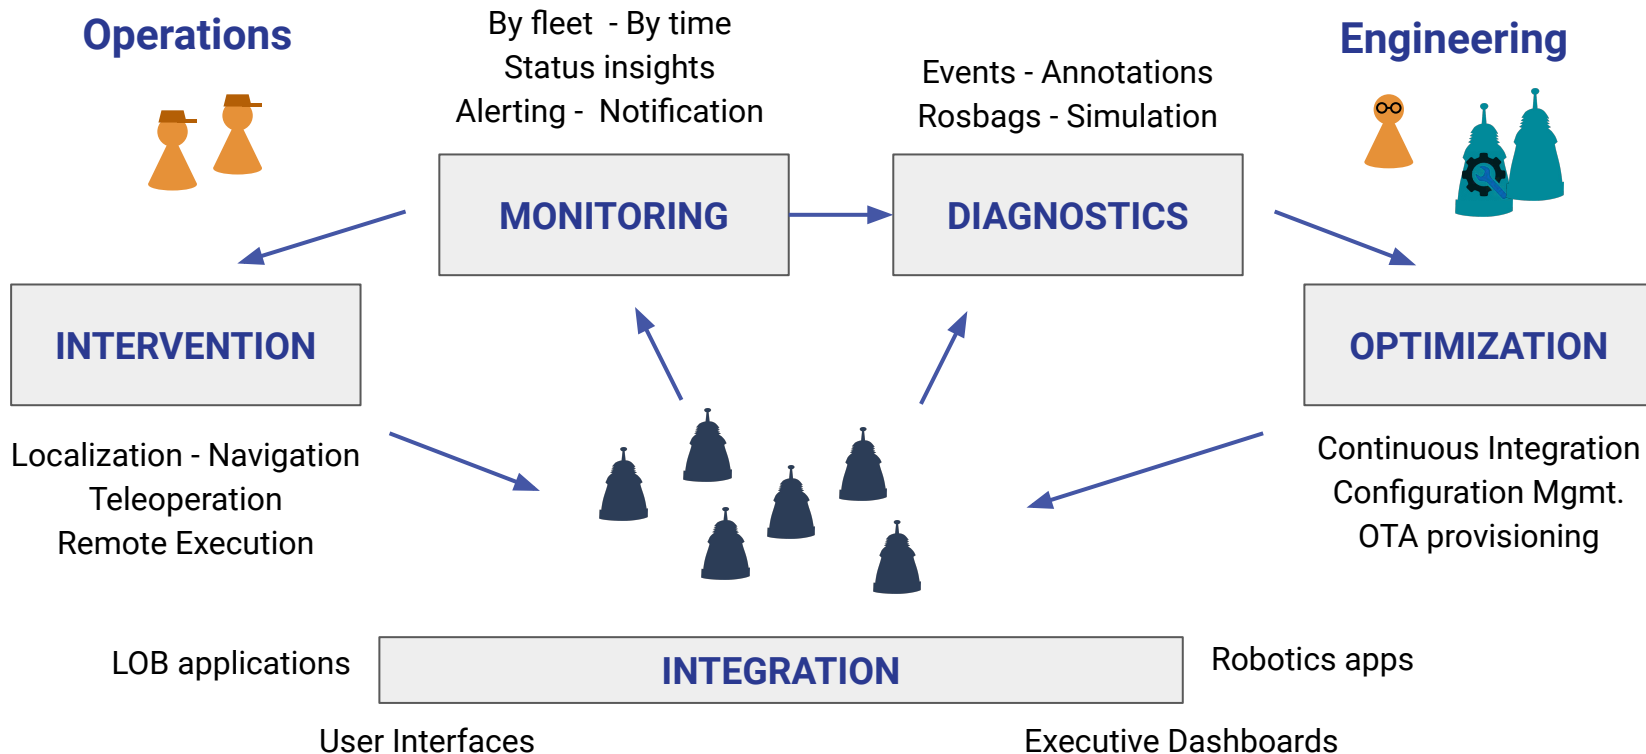 Operations
By fleet  - By time
Status insights
Alerting -  Notification
Events - Annotations
Rosbags - Simulation
Engineering
MONITORING
DIAGNOSTICS
INTERVENTION
OPTIMIZATION
Localization - Navigation
Teleoperation
Remote Execution
Continuous Integration
Configuration Mgmt.
OTA provisioning
LOB applications
INTEGRATION
Robotics apps
User Interfaces
Executive Dashboards